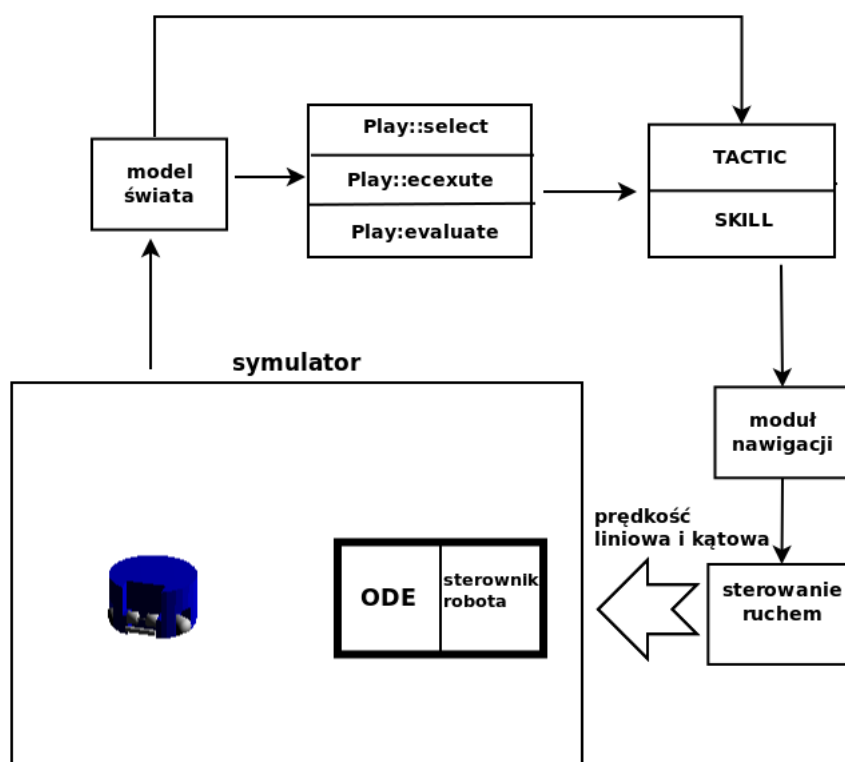 model
świata
Play::select
Play::ecexute
Play:evaluate
TACTIC
SKILL
symulator
moduł
nawigacji
prędkość
liniowa i kątowa
ODE
sterownik
robota
sterowanie
ruchem